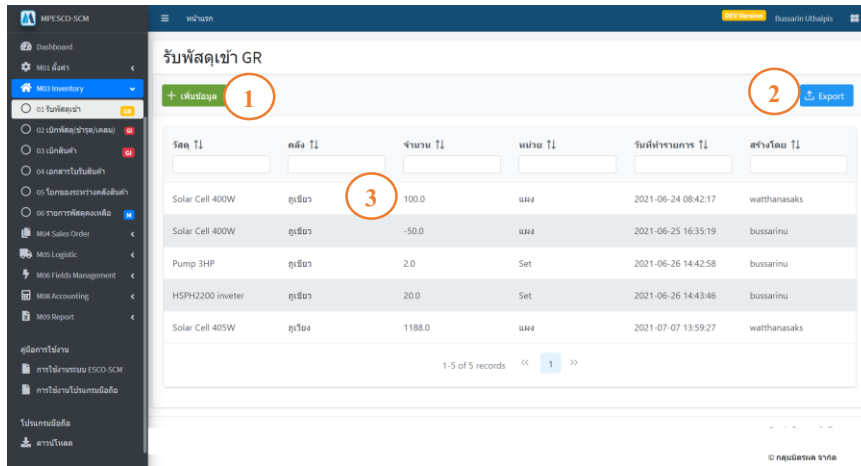 MPESCO-SCM
หน้าแรก
DEV Version Bussarin Uthaipis
Dashboard
M01 ตั้งค่า
M03 Inventory
01 รับพัสดุเข้า GR
02 เบิกพัสดุ(ชำรุด/เคลม) GI
03 เบิกสินค้า GI
04 เอกสารใบรับสินค้า
05 โยกของระหว่างคลังสินค้า
06 รายการพัสดุคงเหลือ M
M04 Sales Order
M05 Logistic
M06 Fields Management
M08 Accounting
M09 Report
คู่มือการใช้งาน
การใช้งานระบบ ESCO-SCM
การใช้งานโปรแกรมมือถือ
โปรแกรมมือถือ
ดาวน์โหลด
รับพัสดุเข้า GR
+ เพิ่มข้อมูล 1 2 Export
วัสดุ คลัง จำนวน หน่วย วันที่ทำรายการ สร้างโดย
3
Solar Cell 400W ภูเขียว 100.0 แผง 2021-06-24 08:42:17 watthanasaks
Solar Cell 400W ภูเขียว -50.0 แผง 2021-06-25 16:35:19 bussarinu
Pump 3HP ภูเขียว 2.0 Set 2021-06-26 14:42:58 bussarinu
HSPH2200 inveter ภูเขียว 20.0 Set 2021-06-26 14:43:46 bussarinu
Solar Cell 405W ภูเวียง 1188.0 แผง 2021-07-07 13:59:27 watthanasaks
1-5 of 5 records << 1 >>
© กลุ่มมิตรผล จำกัด